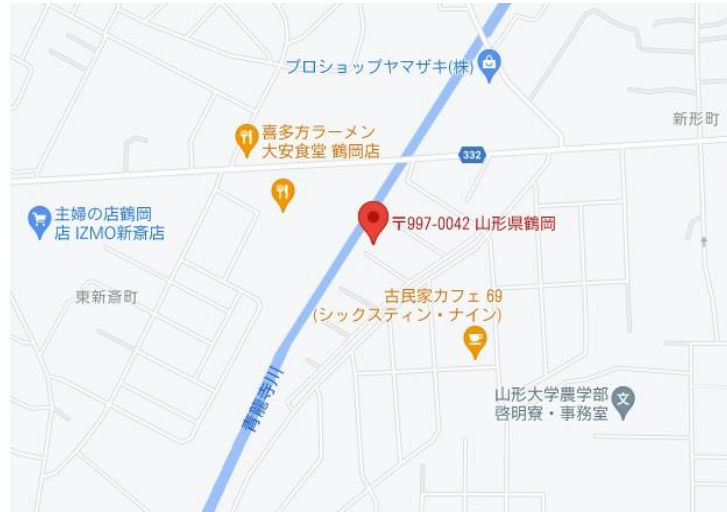 プロショップヤマザキ(株)
新形町
喜多方ラーメン
大安食堂 鶴岡店
332
主婦の店鶴岡
店 IZMO新斎店
〒997-0042 山形県鶴岡
東新斎町
古民家カフェ 69
(シックスティン・ナイン)
青龍寺川
山形大学農学部
啓明寮・事務室
文